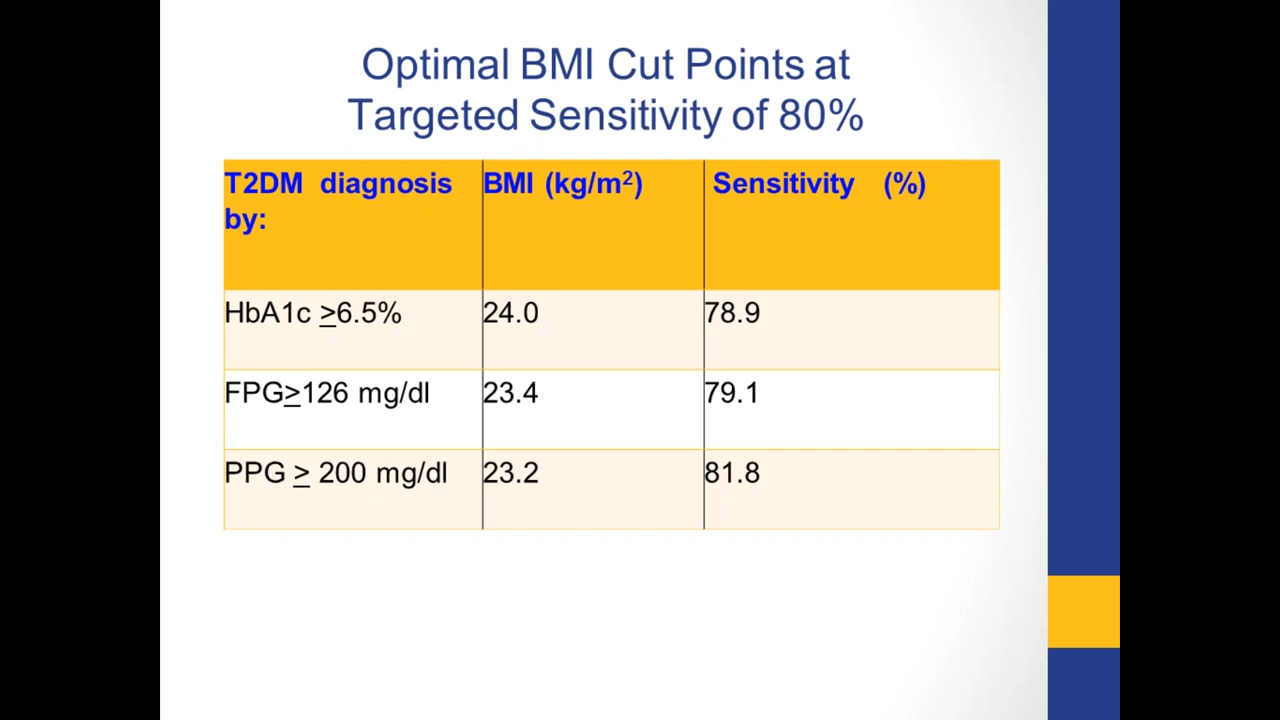 Optimal BMI Cut Points at
Targeted Sensitivity of 80%
T2DM diagnosis by: BMI (kg/m²) Sensitivity (%)
HbA1c ≥6.5% 24.0 78.9
FPG≥126 mg/dl 23.4 79.1
PPG ≥ 200 mg/dl 23.2 81.8